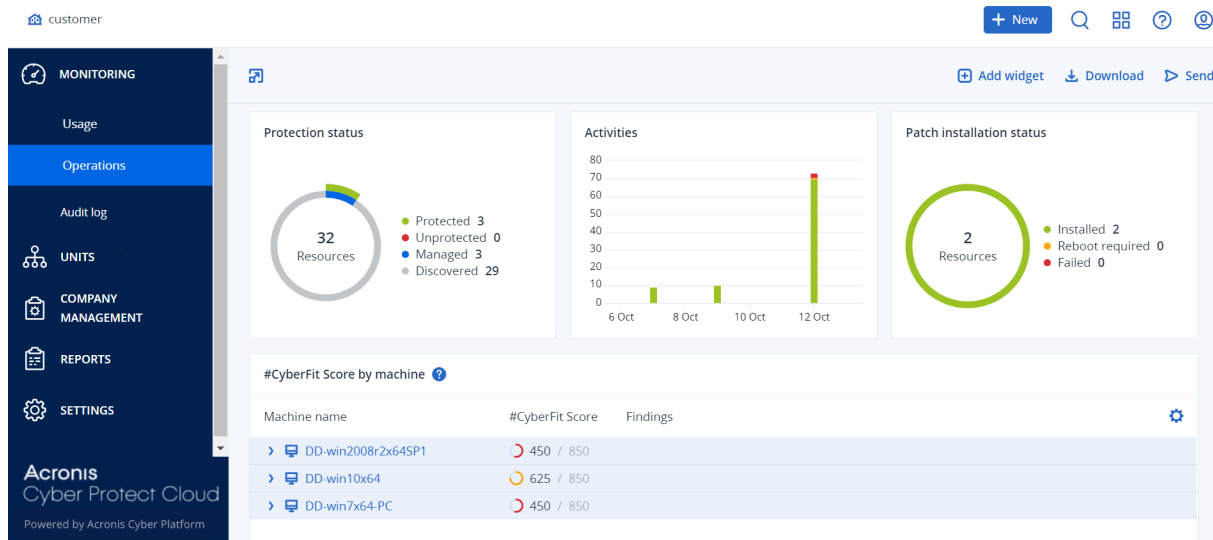 customer
+ New
MONITORING
Usage
Operations
Audit log
UNITS
COMPANY
MANAGEMENT
REPORTS
SETTINGS
Acronis
Cyber Protect Cloud
Powered by Acronis Cyber Platform
Add widget
Download
Send
Protection status
32
Resources
Protected 3
Unprotected 0
Managed 3
Discovered 29
Activities
80
70
60
50
40
30
20
10
0
6 Oct 8 Oct 10 Oct 12 Oct
Patch installation status
2
Resources
Installed 2
Reboot required 0
Failed 0
#CyberFit Score by machine ?
Machine name #CyberFit Score Findings
DD-win2008r2x64SP1 450 / 850
DD-win10x64 625 / 850
DD-win7x64-PC 450 / 850